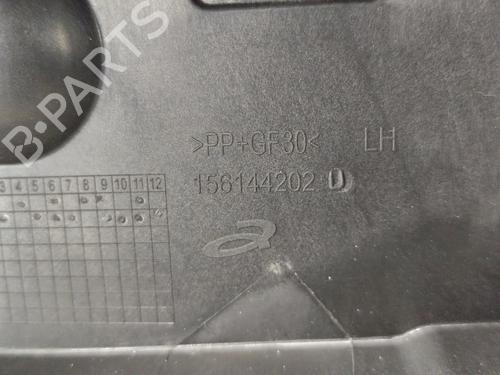 B-PARTS
>PP+GF30< LH
156144202 D
3 4 5 6 7 8 9 10 11 12